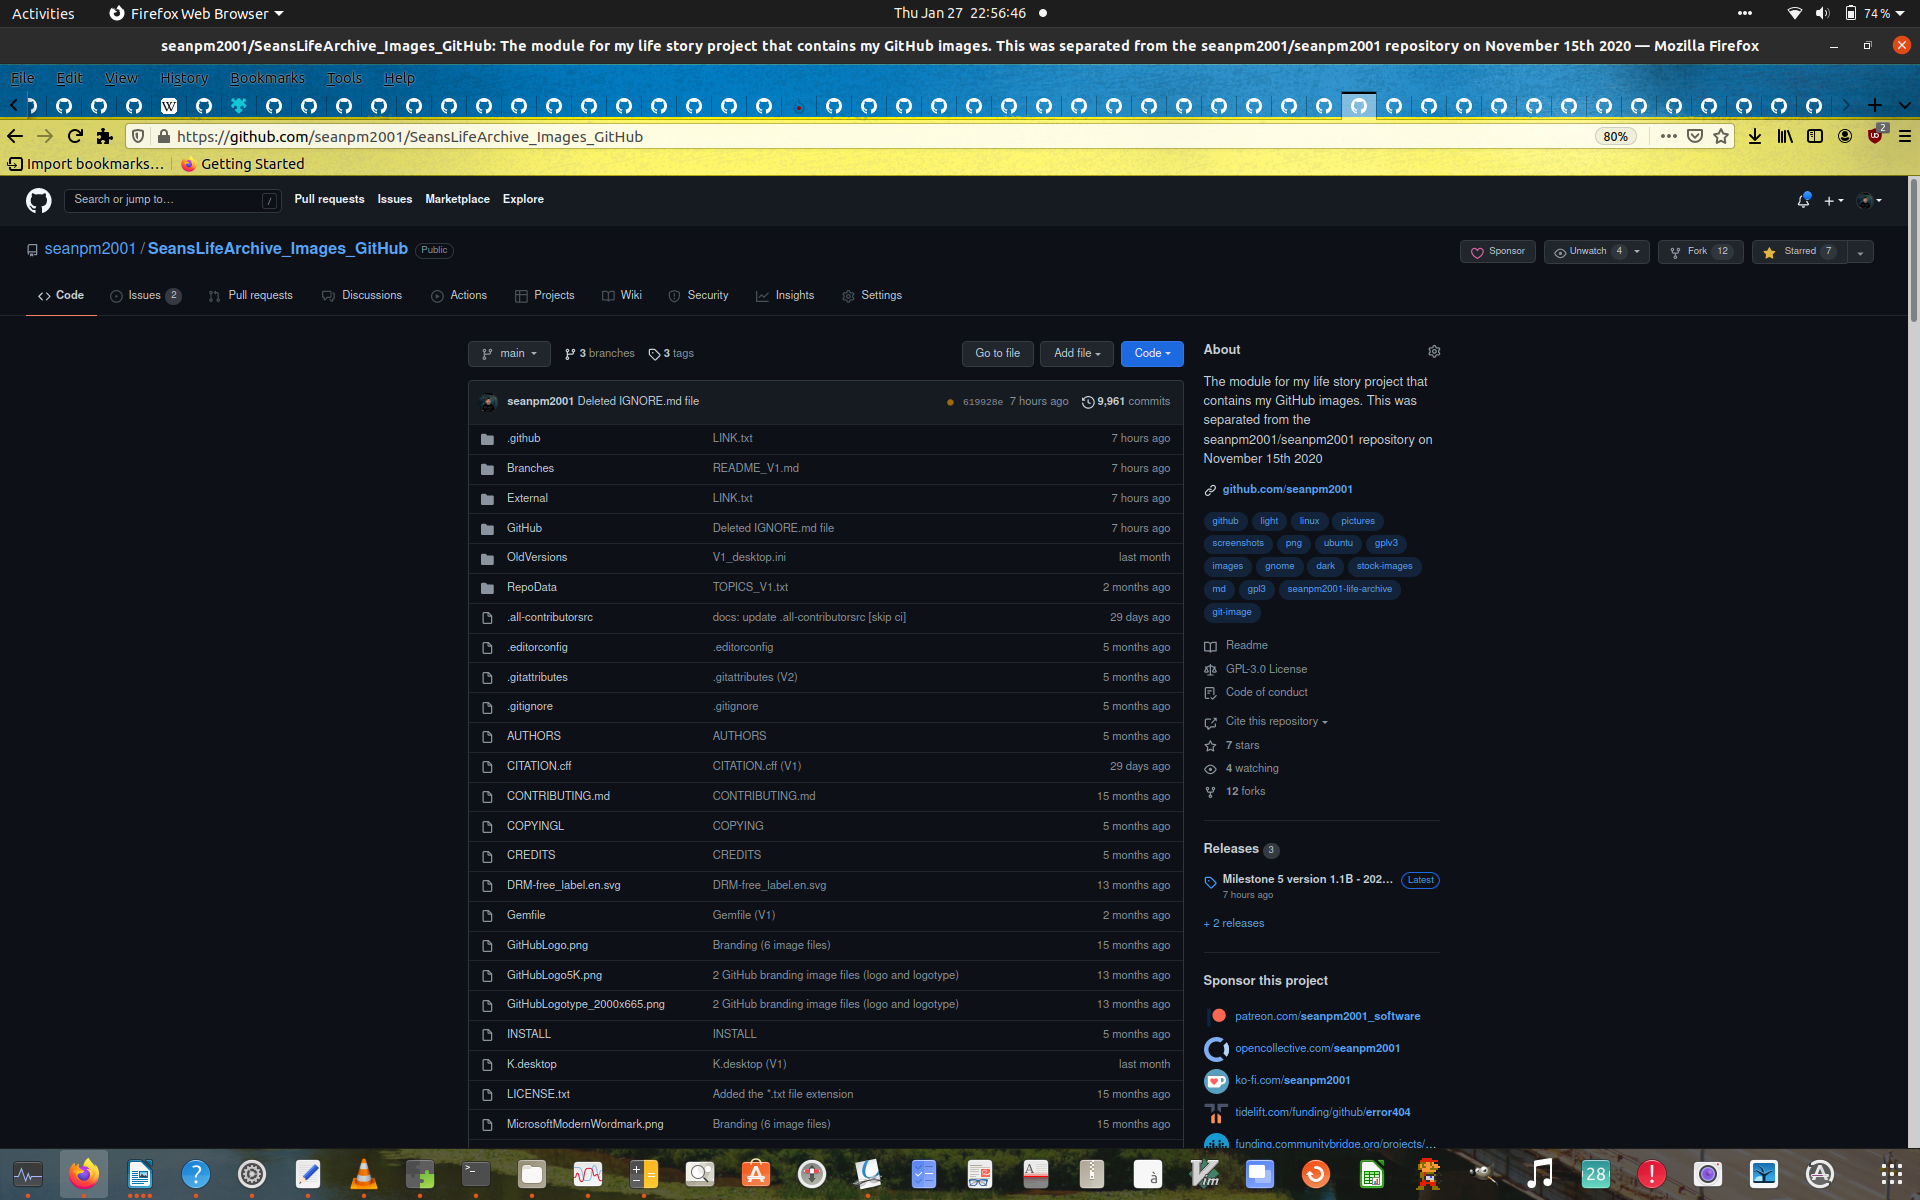 Activities Firefox Web Browser Thu Jan 27 22:56:46 74%
seanpm2001/SeansLifeArchive_Images_GitHub: The module for my life story project that contains my GitHub images. This was separated from the seanpm2001/seanpm2001 repository on November 15th 2020 — Mozilla Firefox
File Edit View History Bookmarks Tools Help
https://github.com/seanpm2001/SeansLifeArchive_Images_GitHub 80% 2
Import bookmarks… Getting Started
Search or jump to… / Pull requests Issues Marketplace Explore
seanpm2001 / SeansLifeArchive_Images_GitHub Public Sponsor Unwatch 4 Fork 12 Starred 7
Code Issues 2 Pull requests Discussions Actions Projects Wiki Security Insights Settings
main 3 branches 3 tags Go to file Add file Code
seanpm2001 Deleted IGNORE.md file 619928e 7 hours ago 9,961 commits
.github LINK.txt 7 hours ago
Branches README_V1.md 7 hours ago
External LINK.txt 7 hours ago
GitHub Deleted IGNORE.md file 7 hours ago
OldVersions V1_desktop.ini last month
RepoData TOPICS_V1.txt 2 months ago
.all-contributorsrc docs: update .all-contributorsrc [skip ci] 29 days ago
.editorconfig .editorconfig 5 months ago
.gitattributes .gitattributes (V2) 5 months ago
.gitignore .gitignore 5 months ago
AUTHORS AUTHORS 5 months ago
CITATION.cff CITATION.cff (V1) 29 days ago
CONTRIBUTING.md CONTRIBUTING.md 15 months ago
COPYINGL COPYING 5 months ago
CREDITS CREDITS 5 months ago
DRM-free_label.en.svg DRM-free_label.en.svg 13 months ago
Gemfile Gemfile (V1) 2 months ago
GitHubLogo.png Branding (6 image files) 15 months ago
GitHubLogo5K.png 2 GitHub branding image files (logo and logotype) 13 months ago
GitHubLogotype_2000x665.png 2 GitHub branding image files (logo and logotype) 13 months ago
INSTALL INSTALL 5 months ago
K.desktop K.desktop (V1) last month
LICENSE.txt Added the *.txt file extension 15 months ago
MicrosoftModernWordmark.png Branding (6 image files) 15 months ago
About
The module for my life story project that
contains my GitHub images. This was
separated from the
seanpm2001/seanpm2001 repository on
November 15th 2020
github.com/seanpm2001
github light linux pictures
screenshots png ubuntu gplv3
images gnome dark stock-images
md gpl3 seanpm2001-life-archive
git-image
Readme
GPL-3.0 License
Code of conduct
Cite this repository
7 stars
4 watching
12 forks
Releases 3
Milestone 5 version 1.1B - 202... Latest
7 hours ago
+ 2 releases
Sponsor this project
patreon.com/seanpm2001_software
opencollective.com/seanpm2001
ko-fi.com/seanpm2001
tidelift.com/funding/github/error404
funding.communitybridge.org/projects/...
28